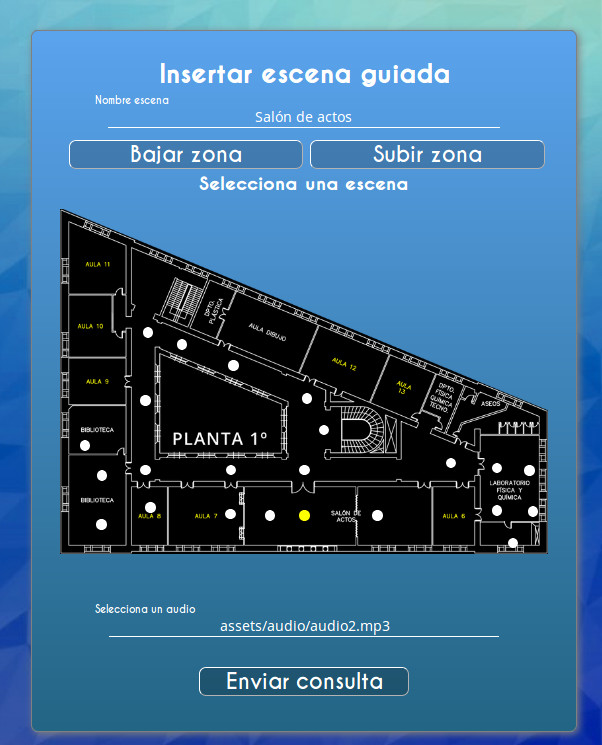 Insertar escena guiada
Nombre escena
Salón de actos
Bajar zona
Subir zona
Selecciona una escena
AULA 11
DPTO.
PLASTICA
AULA DIBUJO
AULA 10
AULA 12
AULA
13
DPTO.
FÍSICA
QUÍMICA
TECNO.
ASEOS
AULA 9
BIBLIOTECA
PLANTA 1º
LABORATORIO
FÍSICA Y
QUÍMICA
BIBLIOTECA
AULA 8
AULA 7
SALÓN DE
ACTOS
AULA 6
Selecciona un audio
assets/audio/audio2.mp3
Enviar consulta